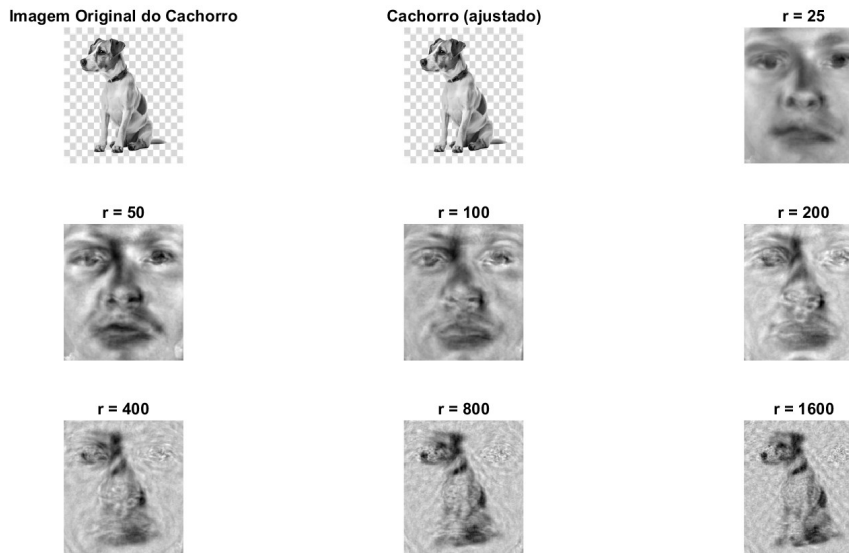 Imagem Original do Cachorro
Cachorro (ajustado)
r = 25
r = 50
r = 100
r = 200
r = 400
r = 800
r = 1600